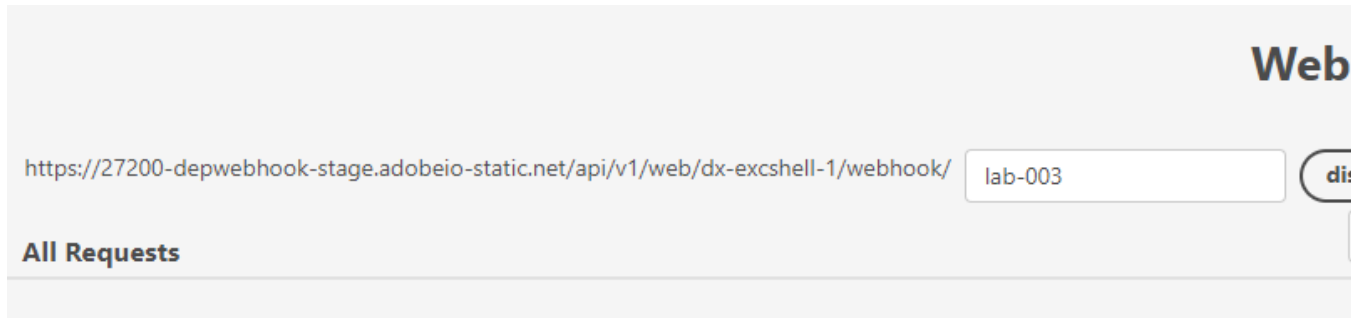 Web
https://27200-depwebhook-stage.adobeio-static.net/api/v1/web/dx-excshell-1/webhook/ lab-003 dis
All Requests